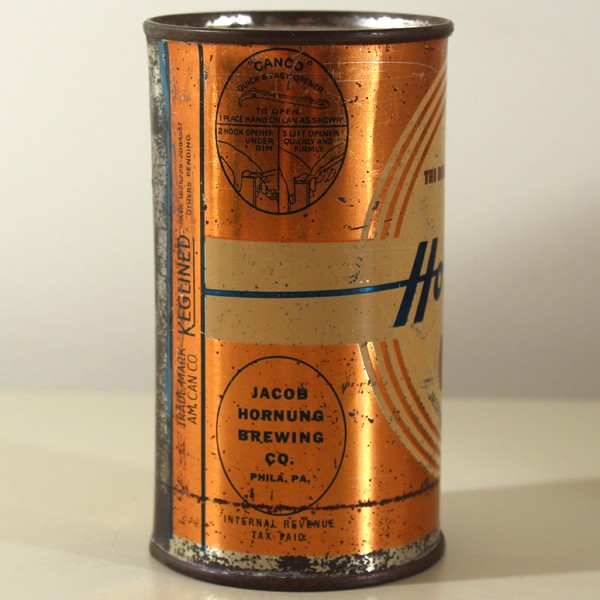 "CANCO"
QUICK & EASY OPENER
TO OPEN
1 PLACE HAND ON CAN AS SHOWN
2 HOOK OPENER
UNDER
RIM
3 LIFT OPENER
QUICKLY AND
FIRMLY
THE
Ho
JACOB
HORNUNG
BREWING
CO.
PHILA. PA.
INTERNAL REVENUE
TAX PAID
KEGLINED
TRADE MARK
AM. CAN CO
OTHERS PENDING